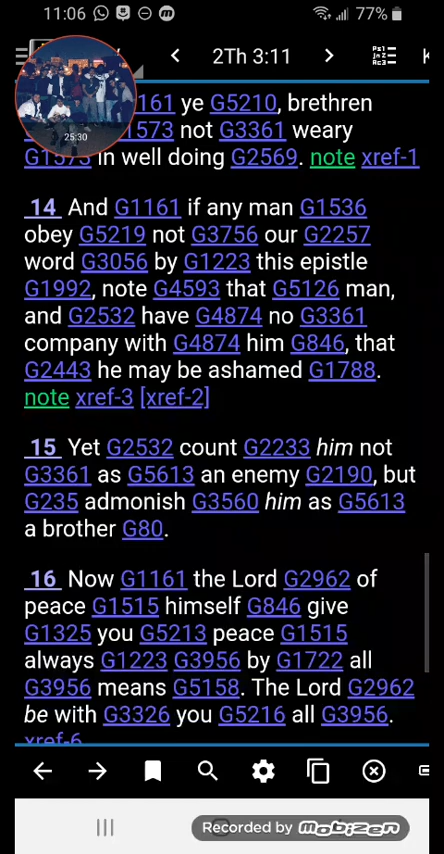 11:06 77%
2Th 3:11
G1161 ye G5210, brethren
G1573 not G3361 weary
G1573 in well doing G2569. note xref-1
25:30
14 And G1161 if any man G1536
obey G5219 not G3756 our G2257
word G3056 by G1223 this epistle
G1992, note G4593 that G5126 man,
and G2532 have G4874 no G3361
company with G4874 him G846, that
G2443 he may be ashamed G1788.
note xref-3 [xref-2]
15 Yet G2532 count G2233 him not
G3361 as G5613 an enemy G2190, but
G235 admonish G3560 him as G5613
a brother G80.
16 Now G1161 the Lord G2962 of
peace G1515 himself G846 give
G1325 you G5213 peace G1515
always G1223 G3956 by G1722 all
G3956 means G5158. The Lord G2962
be with G3326 you G5216 all G3956.
xref-6
Recorded by Mobizen